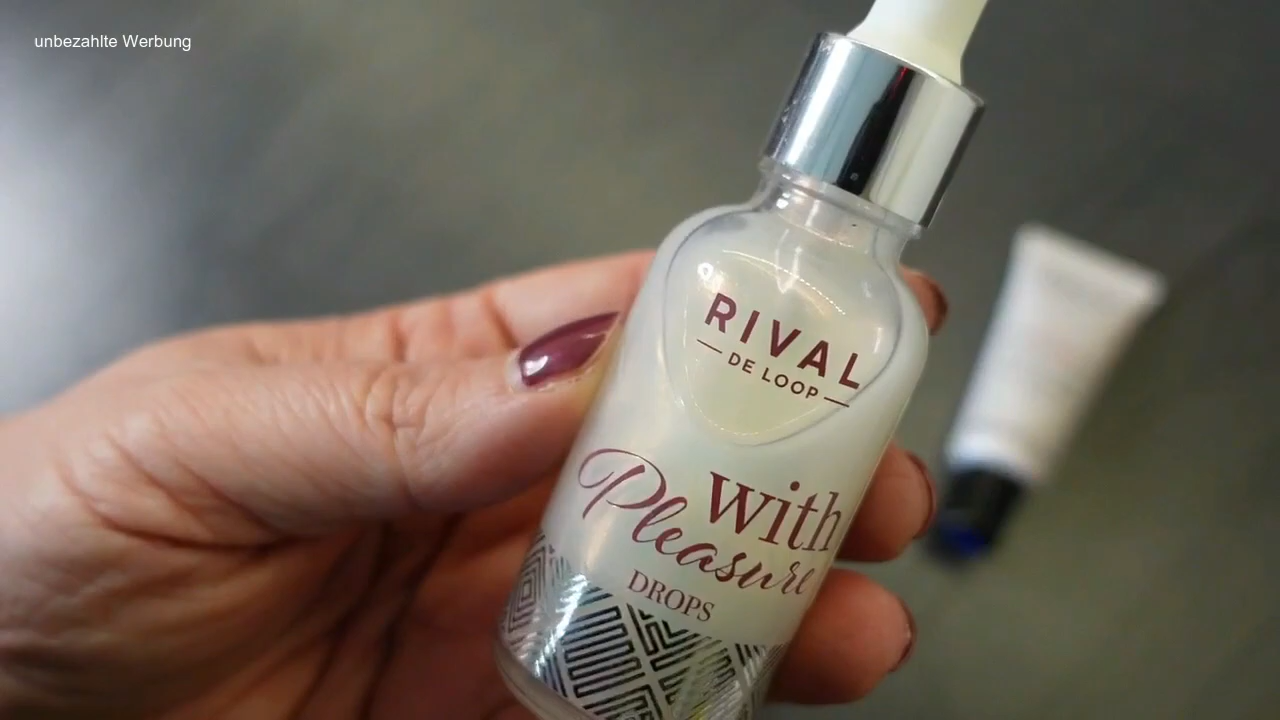 unbezahlte Werbung
RIVAL
DE LOOP
with
Pleasure
DROPS